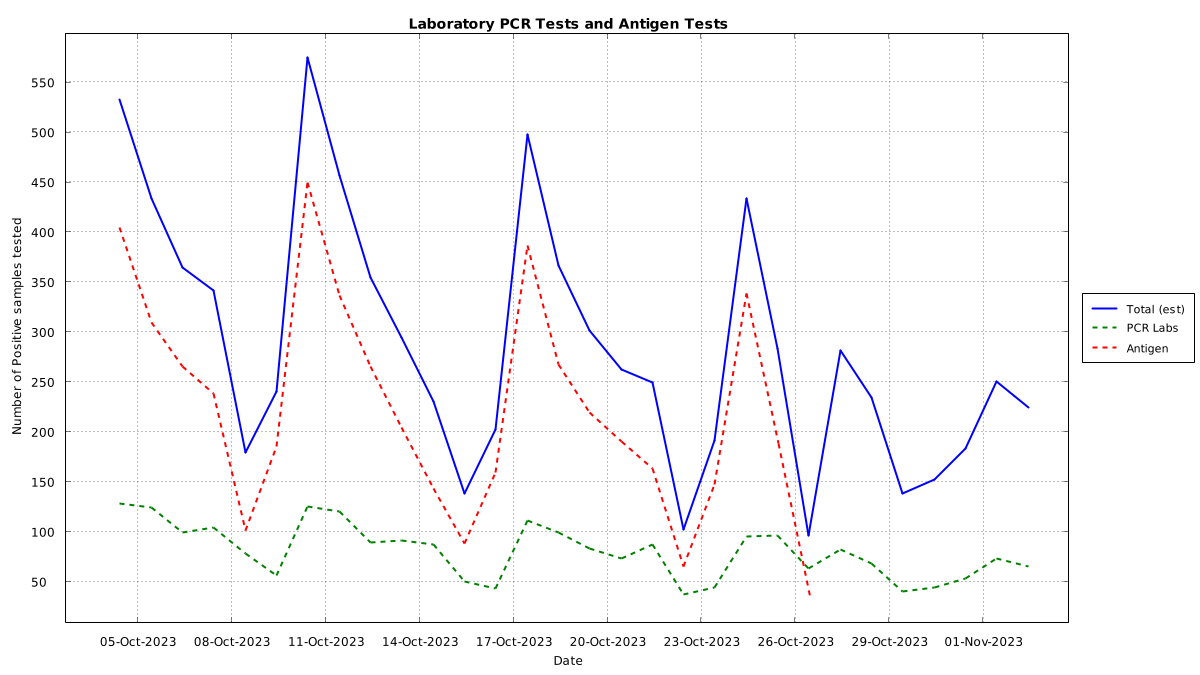 Laboratory PCR Tests and Antigen Tests
Number of Positive samples tested
550
500
450
400
350
300
250
200
150
100
50
05-Oct-2023 08-Oct-2023 11-Oct-2023 14-Oct-2023 17-Oct-2023 20-Oct-2023 23-Oct-2023 26-Oct-2023 29-Oct-2023 01-Nov-2023
Date
Total (est)
PCR Labs
Antigen